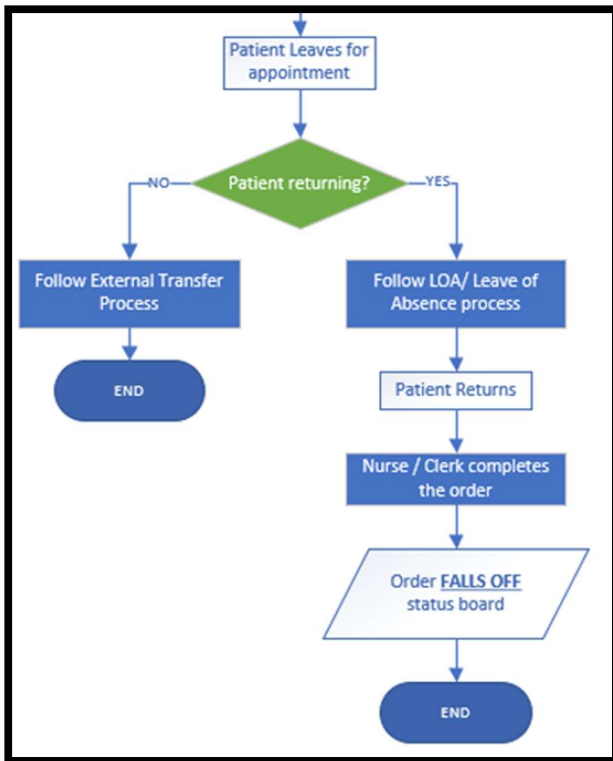 Patient Leaves for
appointment
Patient returning?
NO
YES
Follow External Transfer
Process
END
Follow LOA/ Leave of
Absence process
Patient Returns
Nurse / Clerk completes
the order
Order FALLS OFF
status board
END